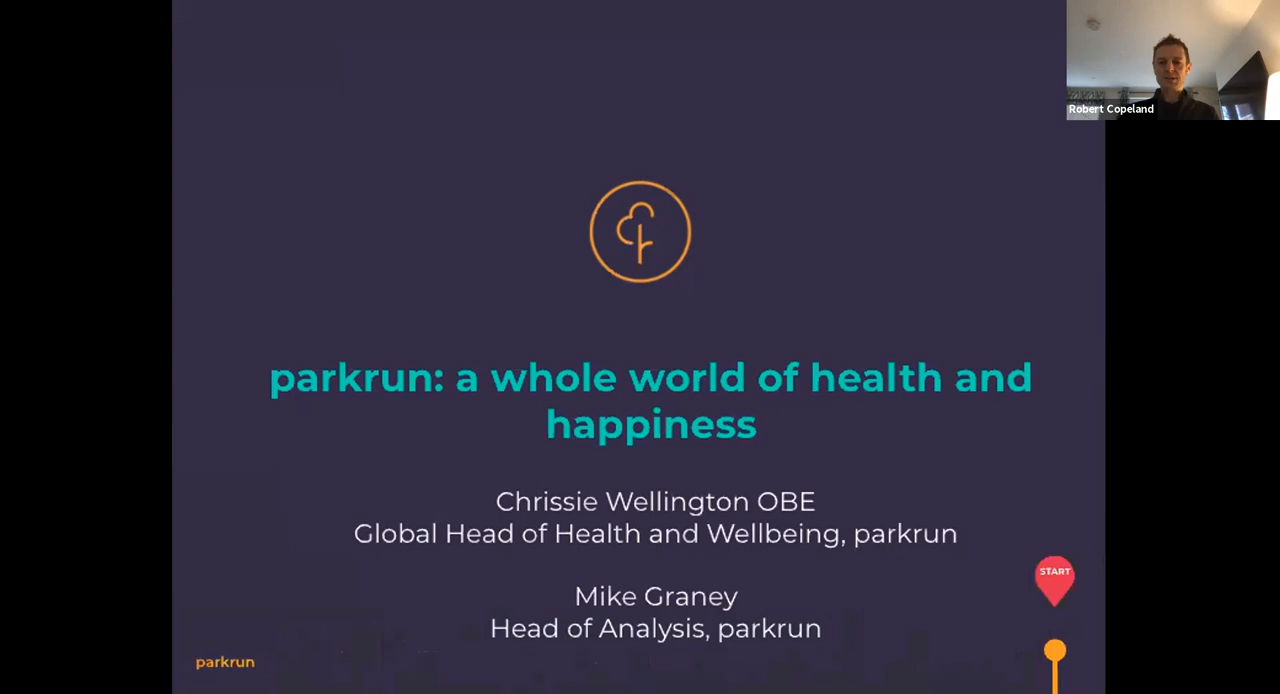 Robert Copeland
parkrun: a whole world of health and
happiness
Chrissie Wellington OBE
Global Head of Health and Wellbeing, parkrun
Mike Graney
Head of Analysis, parkrun
START
parkrun